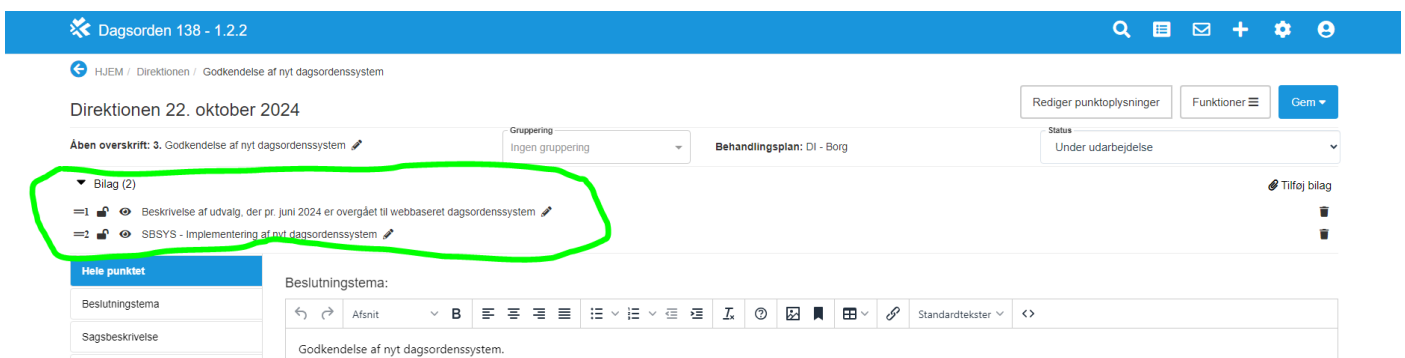 Dagsorden 138 - 1.2.2
HJEM / Direktionen / Godkendelse af nyt dagsordenssystem
Direktionen 22. oktober 2024
Rediger punktoplysninger
Funktioner
Gem
Åben overskrift: 3. Godkendelse af nyt dagsordenssystem
Gruppering
Ingen gruppering
Behandlingsplan: DI - Borg
Status
Under udarbejdelse
Bilag (2)
Tilføj bilag
1 Beskrivelse af udvalg, der pr. juni 2024 er overgået til webbaseret dagsordenssystem
2 SBSYS - Implementering af nyt dagsordenssystem
Hele punktet
Beslutningstema
Sagsbeskrivelse
Beslutningstema:
Afsnit B Standardtekster
Godkendelse af nyt dagsordenssystem.